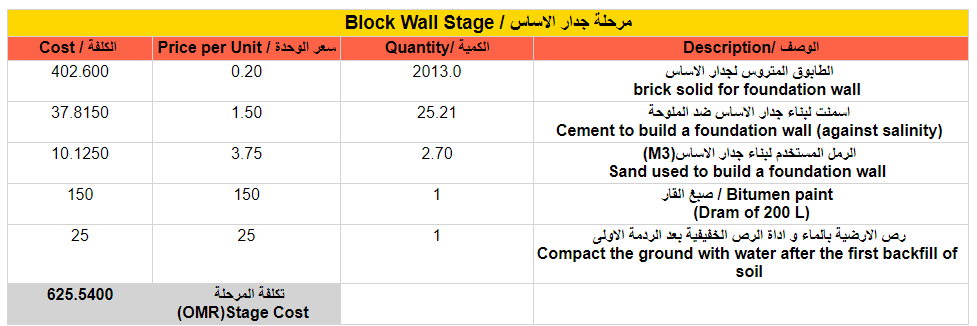 Block Wall Stage / مرحلة جدار الاساس
Cost / الكلفة
Price per Unit / سعر الوحدة
Quantity/ الكمية
Description/ الوصف
402.600
0.20
2013.0
الطابوق المتروس لجدار الاساس
brick solid for foundation wall
37.8150
1.50
25.21
اسمنت لبناء جدار الاساس ضد الملوحة
Cement to build a foundation wall (against salinity)
10.1250
3.75
2.70
الرمل المستخدم لبناء جدار الاساس(M3)
Sand used to build a foundation wall
150
150
1
صبغ القار / Bitumen paint
(Dram of 200 L)
25
25
1
رص الارضية بالماء و اداة الرص الخفيفية بعد الردمة الاولى
Compact the ground with water after the first backfill of
soil
625.5400
تكلفة المرحلة
(OMR)Stage Cost